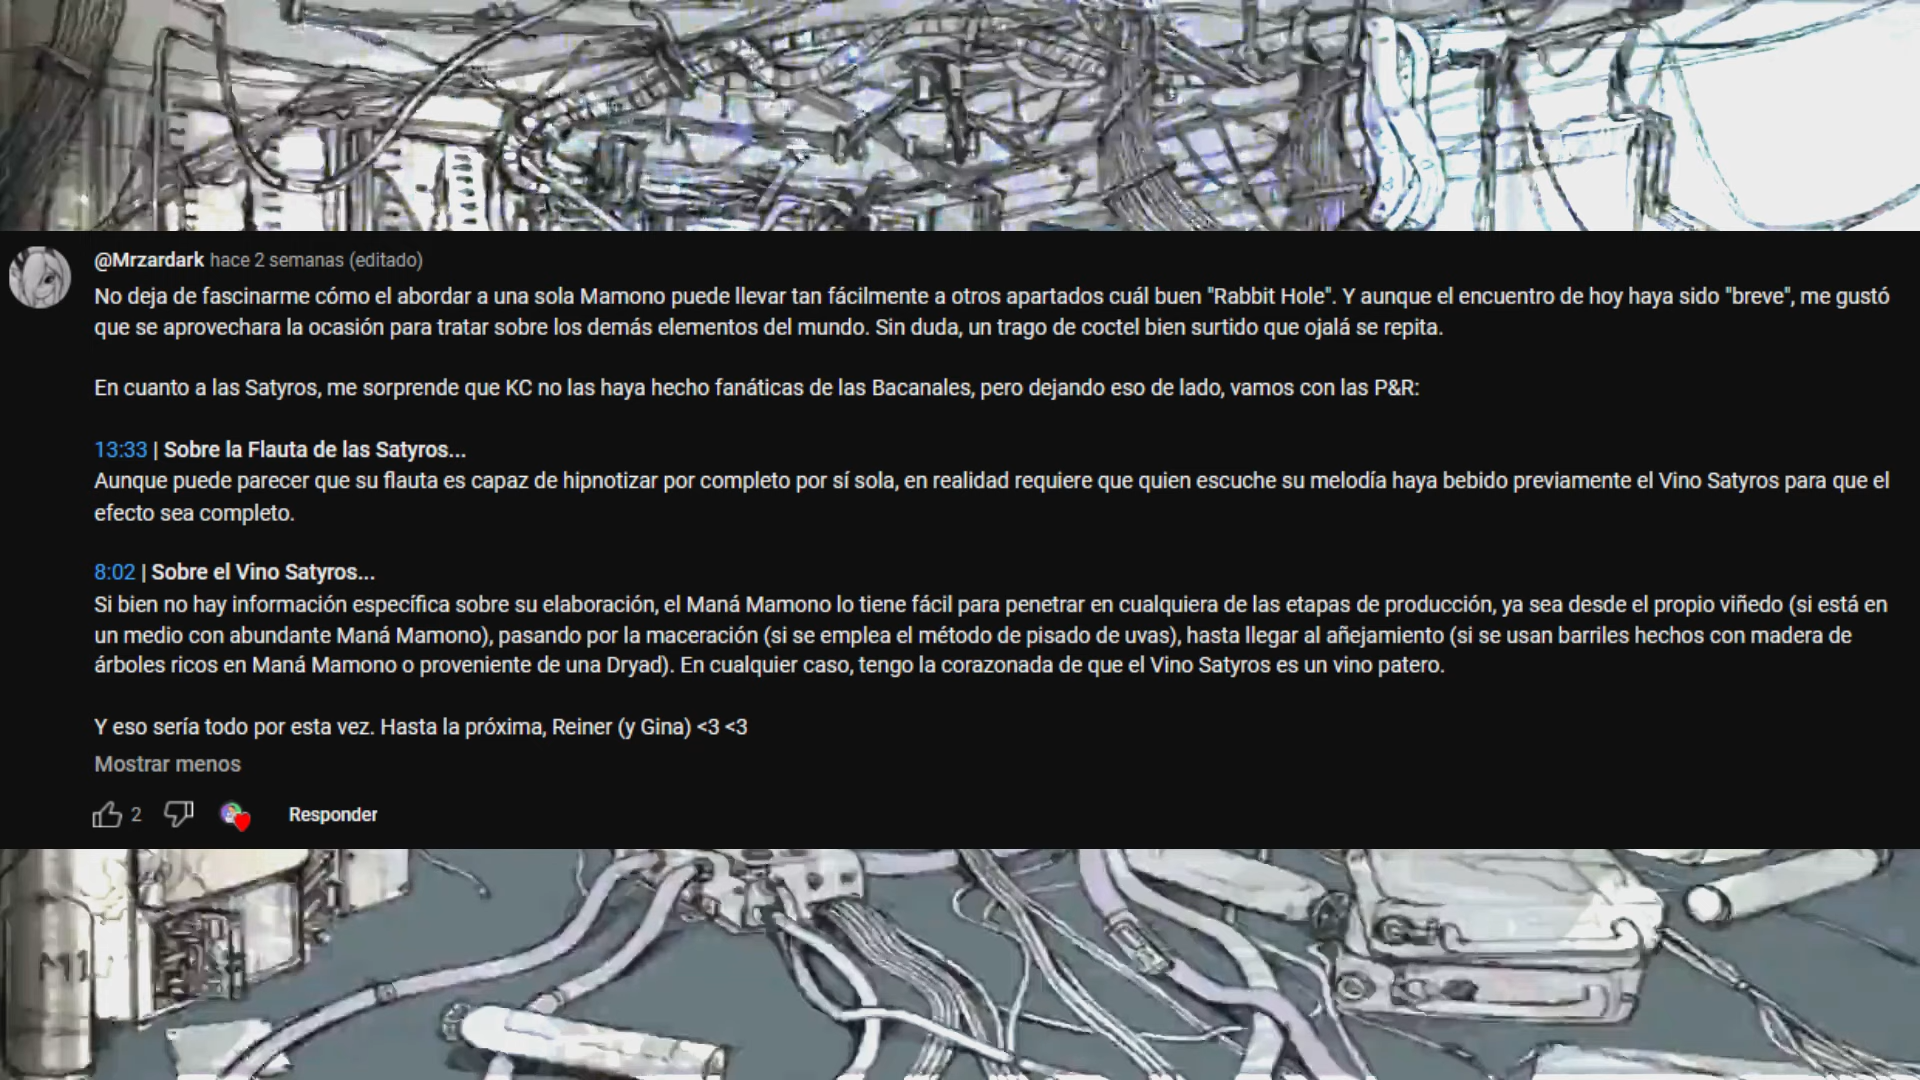 @Mrzardark hace 2 semanas (editado)
No deja de fascinarme cómo el abordar a una sola Mamono puede llevar tan fácilmente a otros apartados cuál buen "Rabbit Hole". Y aunque el encuentro de hoy haya sido "breve", me gustó
que se aprovechara la ocasión para tratar sobre los demás elementos del mundo. Sin duda, un trago de coctel bien surtido que ojalá se repita.
En cuanto a las Satyros, me sorprende que KC no las haya hecho fanáticas de las Bacanales, pero dejando eso de lado, vamos con las P&R:
13:33 | Sobre la Flauta de las Satyros...
Aunque puede parecer que su flauta es capaz de hipnotizar por completo por sí sola, en realidad requiere que quien escuche su melodía haya bebido previamente el Vino Satyros para que el
efecto sea completo.
8:02 | Sobre el Vino Satyros...
Si bien no hay información específica sobre su elaboración, el Maná Mamono lo tiene fácil para penetrar en cualquiera de las etapas de producción, ya sea desde el propio viñedo (si está en
un medio con abundante Maná Mamono), pasando por la maceración (si se emplea el método de pisado de uvas), hasta llegar al añejamiento (si se usan barriles hechos con madera de
árboles ricos en Maná Mamono o proveniente de una Dryad). En cualquier caso, tengo la corazonada de que el Vino Satyros es un vino patero.
Y eso sería todo por esta vez. Hasta la próxima, Reiner (y Gina) <3 <3
Mostrar menos
2 Responder
M1